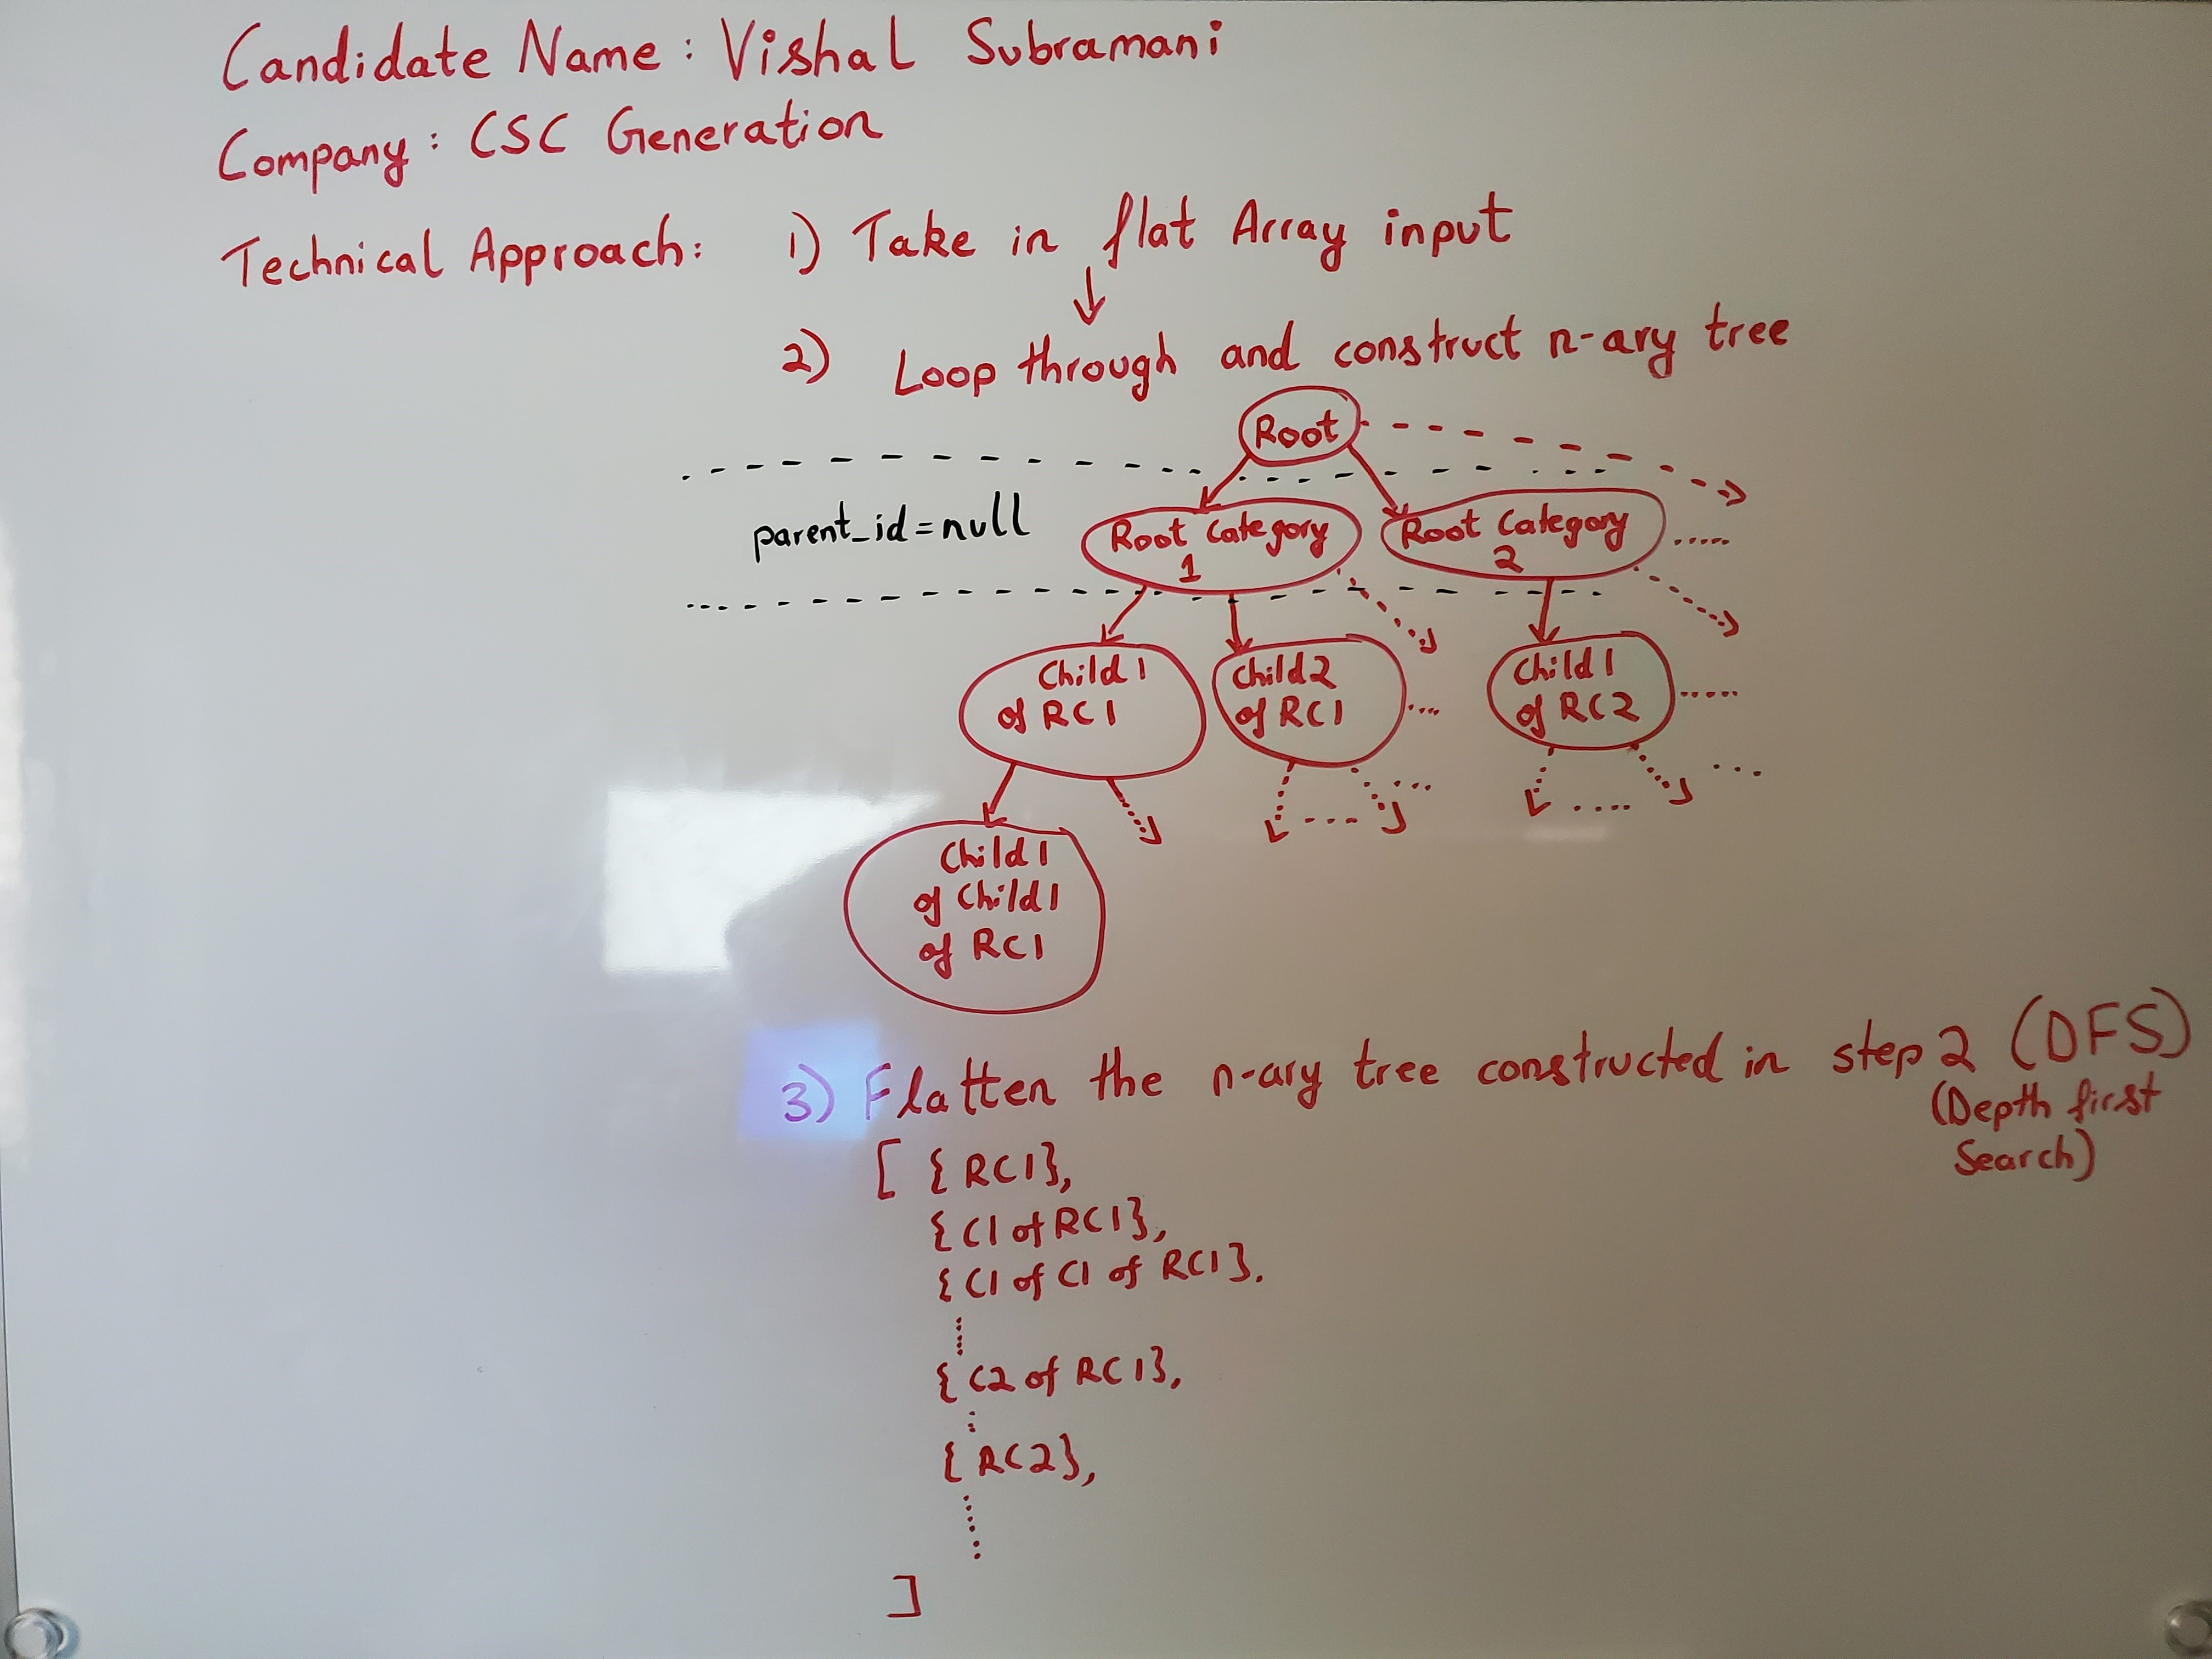 Candidate Name : Vishal Subramani
Company : CSC Generation
Technical Approach: 1) Take in flat Array input
2) Loop through and construct n-ary tree
Root
parent_id=null
Root Category
1
Root Category
2
.....
Child 1
of RC1
Child 2
of RC1
....
Child 1
of RC2
.....
Child 1
of Child 1
of RC1
3) Flatten the n-ary tree constructed in step 2 (DFS)
(Depth first
Search)
[ {RC1},
{C1 of RC1},
{C1 of C1 of RC1}.
{C2 of RC1},
{RC2},
]